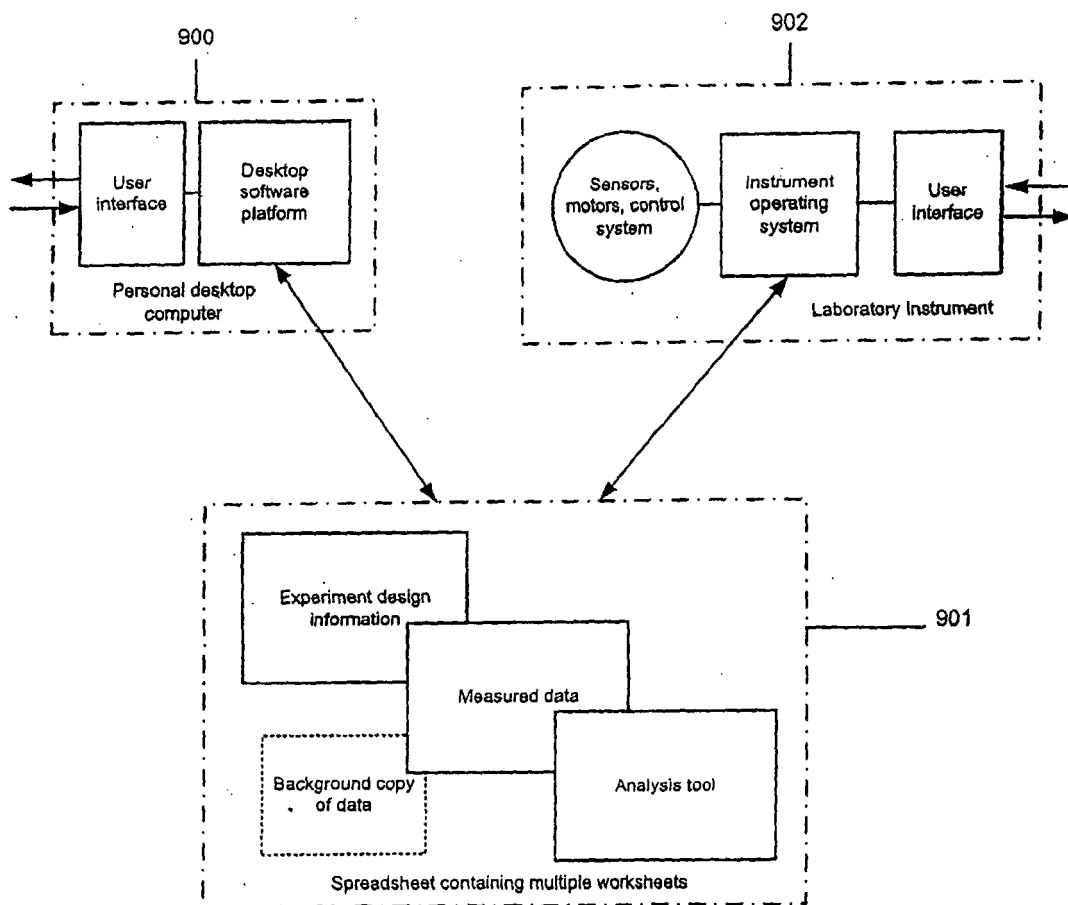 900
902
User
interface
Desktop
software
platform
Personal desktop
computer
Sensors,
motors, control
system
Instrument
operating
system
User
interface
Laboratory Instrument
Experiment design
information
901
Measured data
Background copy
of data
Analysis tool
Spreadsheet containing multiple worksheets